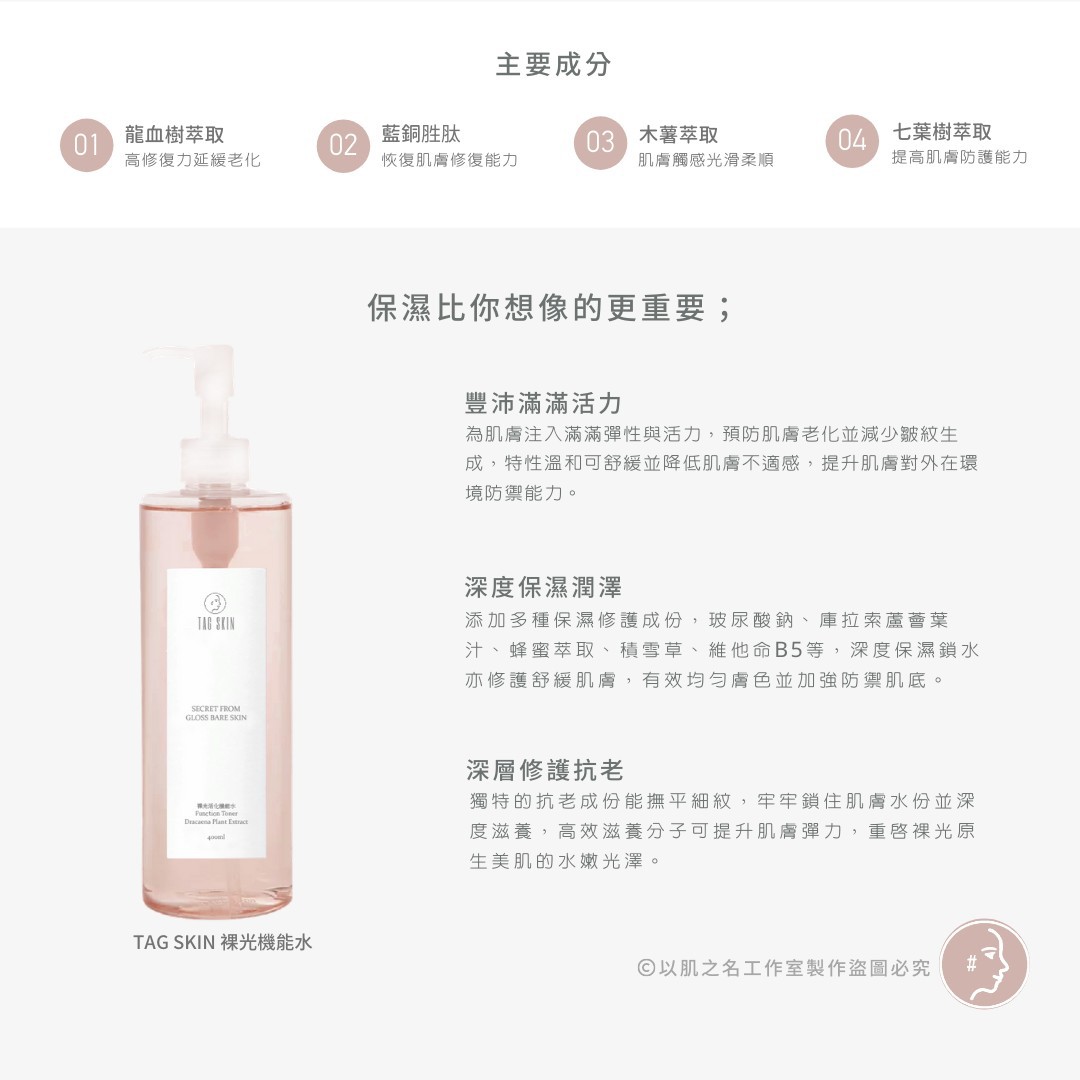 主要成分
01
龍血樹萃取
高修復力延緩老化
02
藍銅胜肽
恢復肌膚修復能力
03
木薯萃取
肌膚觸感光滑柔順
04
七葉樹萃取
提高肌膚防護能力
保濕比你想像的更重要；
豐沛滿滿活力
為肌膚注入滿滿彈性與活力，預防肌膚老化並減少皺紋生
成，特性溫和可舒緩並降低肌膚不適感，提升肌膚對外在環
境防禦能力。
深度保濕潤澤
添加多種保濕修護成份，玻尿酸鈉、庫拉索蘆薈葉
汁、蜂蜜萃取、積雪草、維他命B5等，深度保濕鎖水
亦修護舒緩肌膚，有效均勻膚色並加強防禦肌底。
深層修護抗老
獨特的抗老成份能撫平細紋，牢牢鎖住肌膚水份並深
度滋養，高效滋養分子可提升肌膚彈力，重啓裸光原
生美肌的水嫩光澤。
TAG SKIN
SECRET FROM
GLOSS BARE SKIN
Function Toner
Dracaena Plant Extract
400ml
TAG SKIN 裸光機能水
©以肌之名工作室製作盜圖必究
#